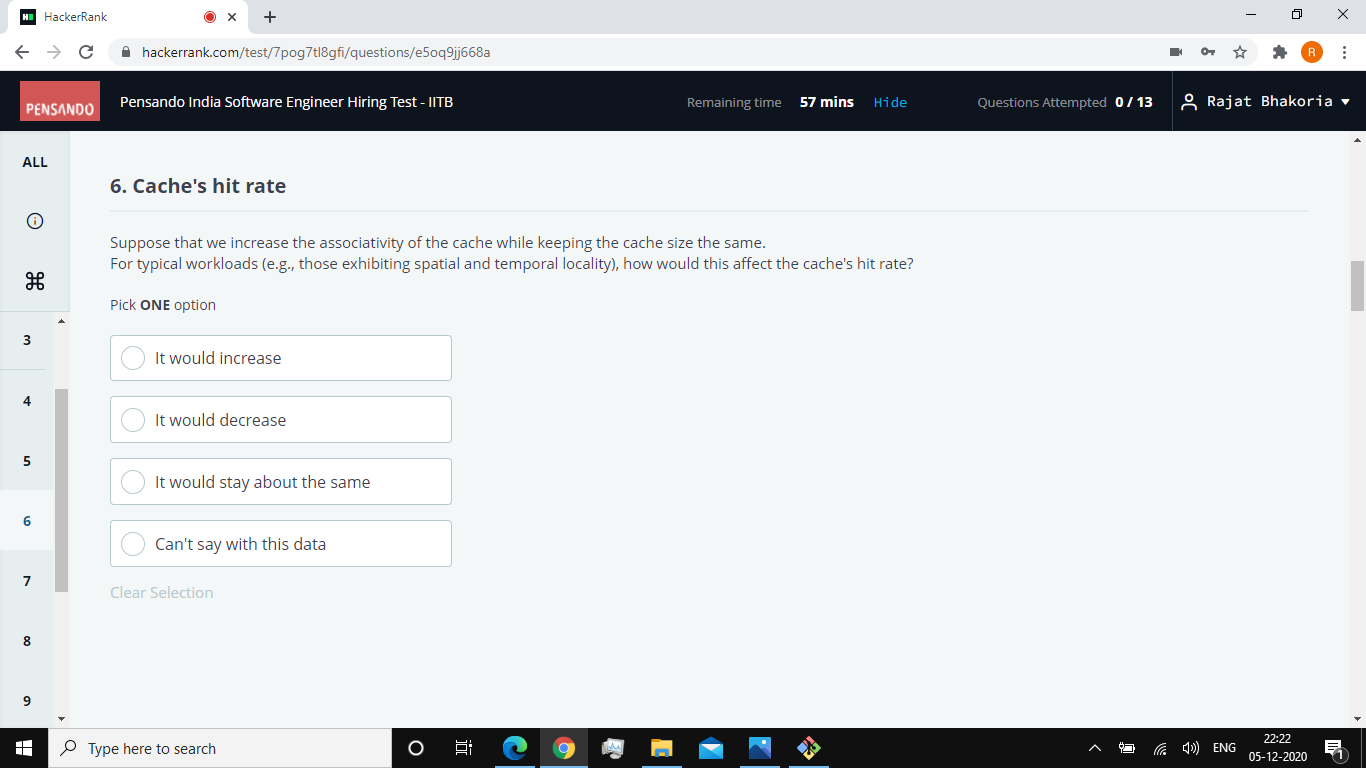 HackerRank
hackerrank.com/test/7pog7tl8gfi/questions/e5oq9jj668a
R
PENSANDO
Pensando India Software Engineer Hiring Test - IITB
Remaining time 57 mins Hide
Questions Attempted 0 / 13
Rajat Bhakoria
ALL
3
4
5
6
7
8
9
6. Cache's hit rate
Suppose that we increase the associativity of the cache while keeping the cache size the same.
For typical workloads (e.g., those exhibiting spatial and temporal locality), how would this affect the cache's hit rate?
Pick ONE option
It would increase
It would decrease
It would stay about the same
Can't say with this data
Clear Selection
Type here to search
ENG
22:22
05-12-2020
1